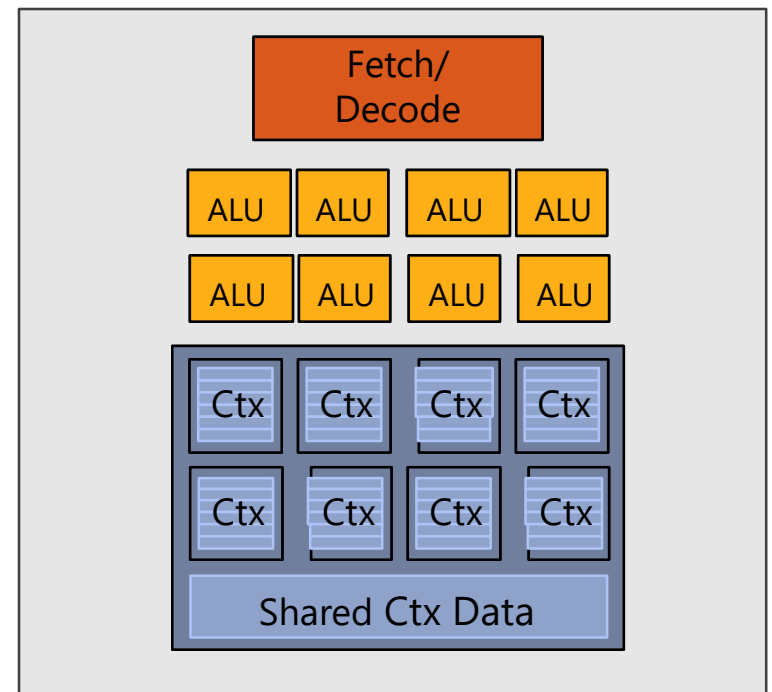 Fetch/
Decode
ALU ALU ALU ALU
ALU ALU ALU ALU
Ctx Ctx Ctx Ctx
Ctx Ctx Ctx Ctx
Shared Ctx Data